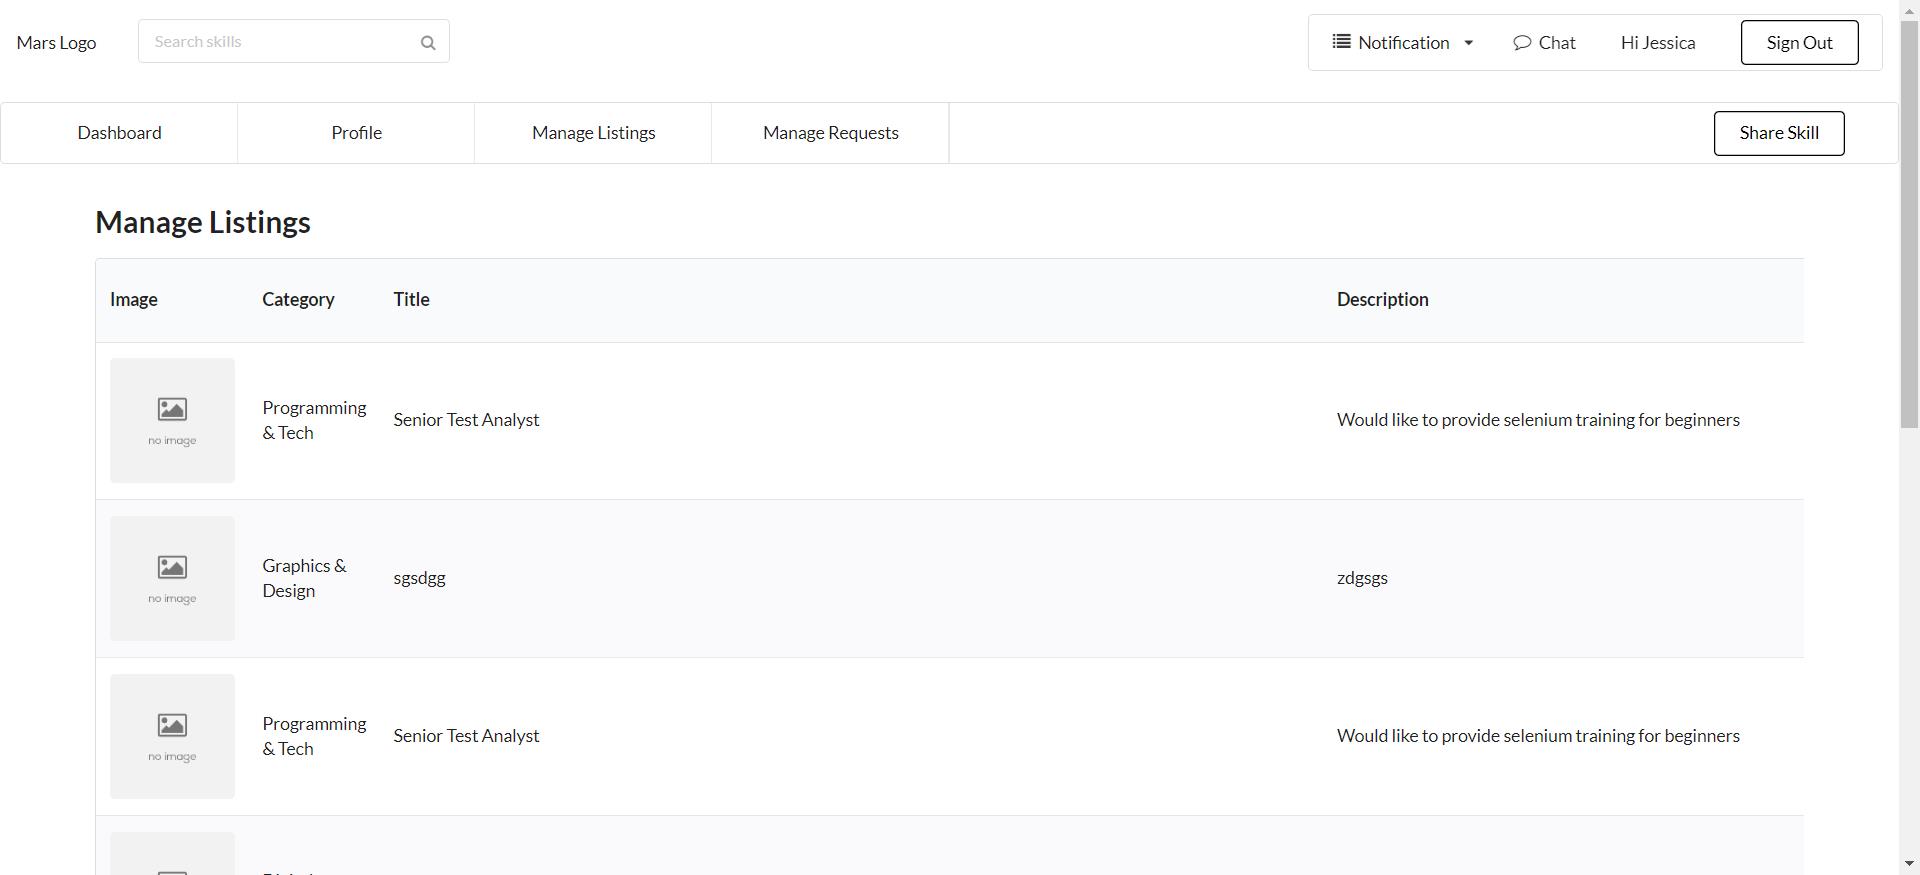 Mars Logo
Search skills
Notification
Chat
Hi Jessica
Sign Out
Dashboard
Profile
Manage Listings
Manage Requests
Share Skill
Manage Listings
Image
Category
Title
Description
no image
Programming
& Tech
Senior Test Analyst
Would like to provide selenium training for beginners
no image
Graphics &
Design
sgsdgg
zdgsgs
no image
Programming
& Tech
Senior Test Analyst
Would like to provide selenium training for beginners